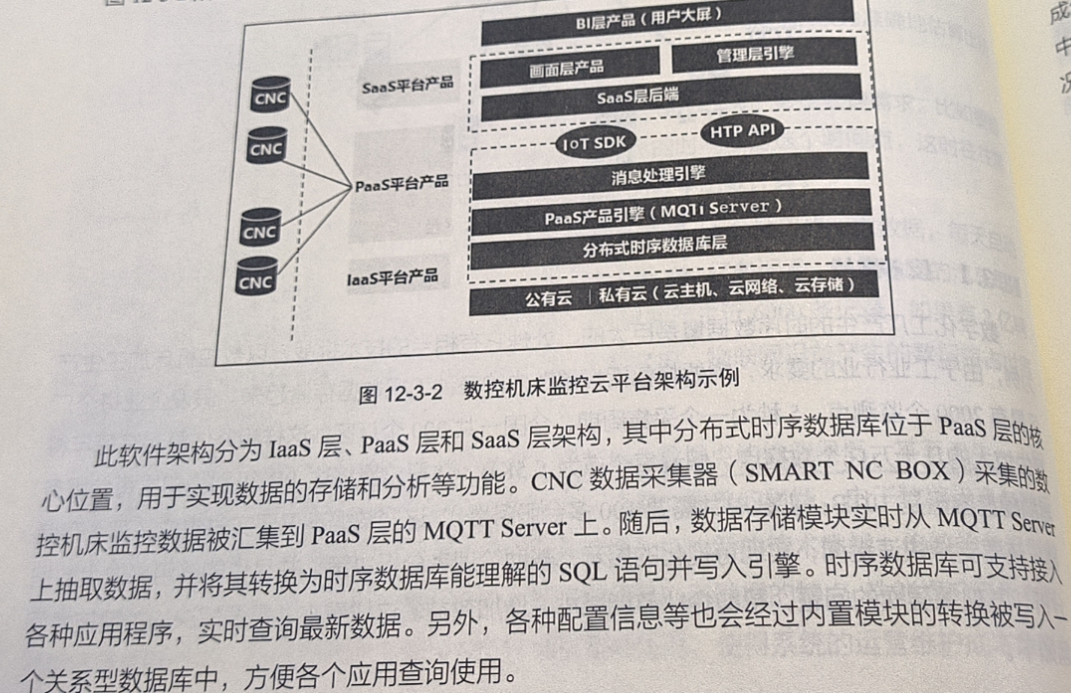 BI层产品（用户大屏）
画面层产品
管理层引擎
SaaS平台产品
SaaS层后端
CNC
CNC
CNC
CNC
IoT SDK
HTP API
消息处理引擎
PaaS平台产品
PaaS产品引擎（MQTi Server）
分布式时序数据库层
IaaS平台产品
公有云 | 私有云（云主机、云网络、云存储）
图 12-3-2 数控机床监控云平台架构示例
此软件架构分为 IaaS 层、PaaS 层和 SaaS 层架构，其中分布式时序数据库位于 PaaS 层的核
心位置，用于实现数据的存储和分析等功能。CNC 数据采集器（SMART NC BOX）采集的数
控机床监控数据被汇集到 PaaS 层的 MQTT Server 上。随后，数据存储模块实时从 MQTT Server
上抽取数据，并将其转换为时序数据库能理解的 SQL 语句并写入引擎。时序数据库可支持接入
各种应用程序，实时查询最新数据。另外，各种配置信息等也会经过内置模块的转换被写入一
个关系型数据库中，方便各个应用查询使用。
成
中